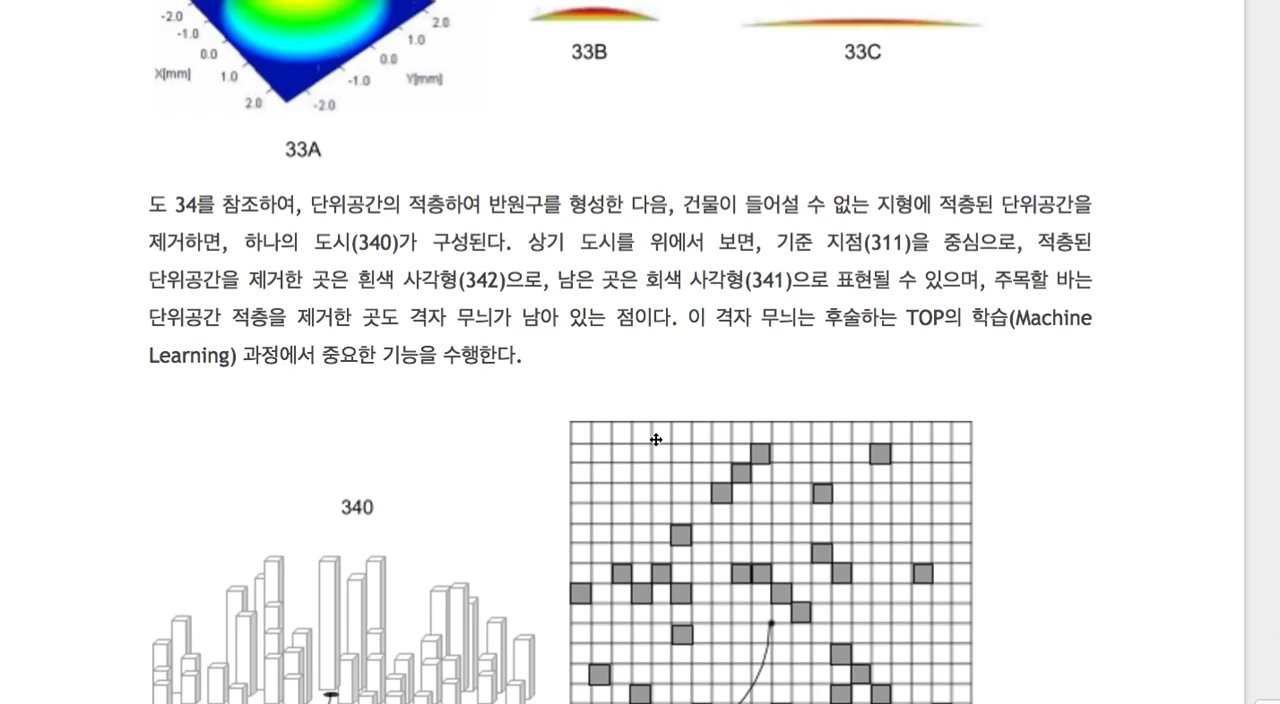 -2.0
-1.0
0.0
1.0
2.0
X[mm]
2.0
1.0
0.0
-1.0
-2.0
Y[mm]
33A
33B
33C
도 34를 참조하여, 단위공간의 적층하여 반원구를 형성한 다음, 건물이 들어설 수 없는 지형에 적층된 단위공간을
제거하면, 하나의 도시(340)가 구성된다. 상기 도시를 위에서 보면, 기준 지점(311)을 중심으로, 적층된
단위공간을 제거한 곳은 흰색 사각형(342)으로, 남은 곳은 회색 사각형(341)으로 표현될 수 있으며, 주목할 바는
단위공간 적층을 제거한 곳도 격자 무늬가 남아 있는 점이다. 이 격자 무늬는 후술하는 TOP의 학습(Machine
Learning) 과정에서 중요한 기능을 수행한다.
340